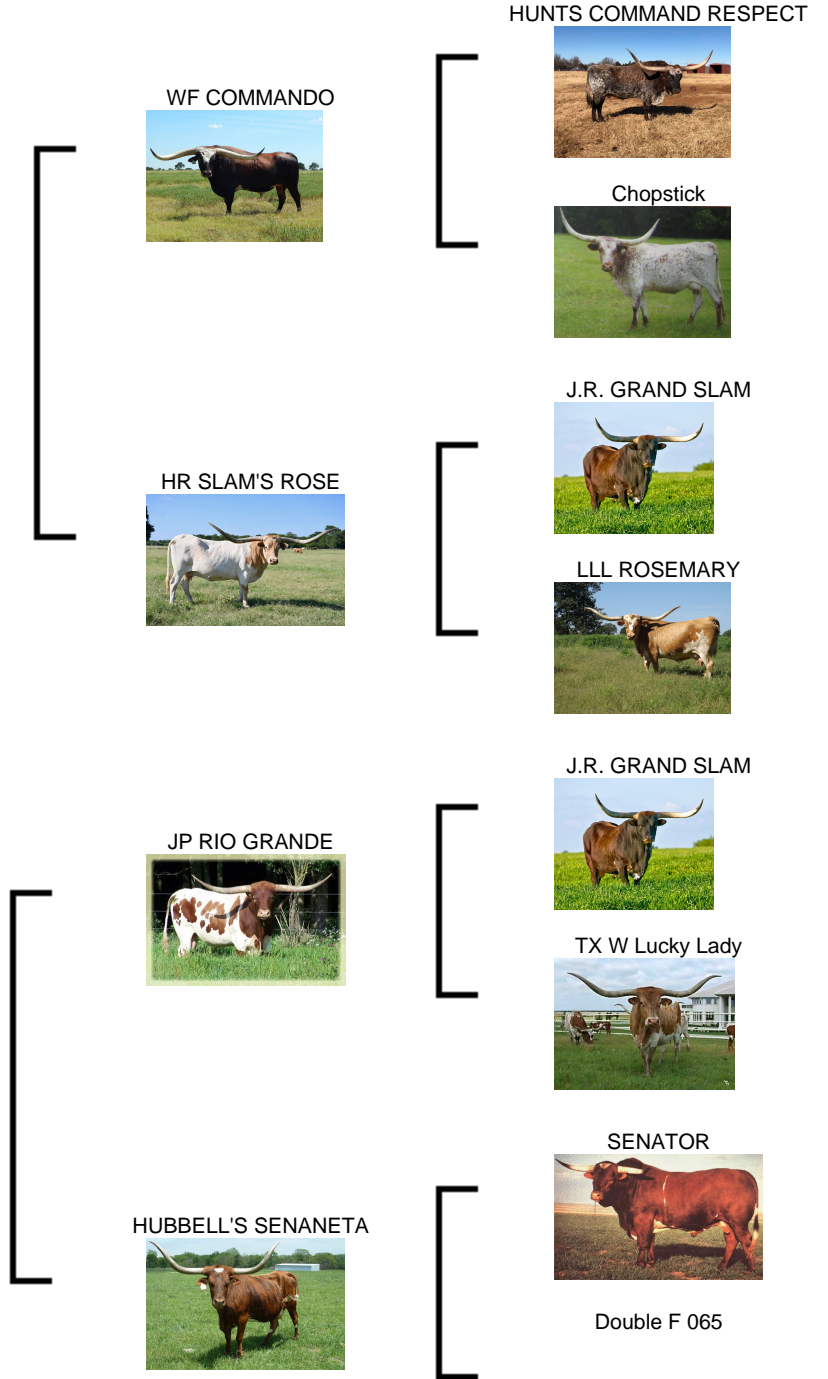 HUNTS COMMAND RESPECT
WF COMMANDO
Chopstick
J.R. GRAND SLAM
HR SLAM'S ROSE
LLL ROSEMARY
J.R. GRAND SLAM
JP RIO GRANDE
TX W Lucky Lady
SENATOR
HUBBELL'S SENANETA
Double F 065